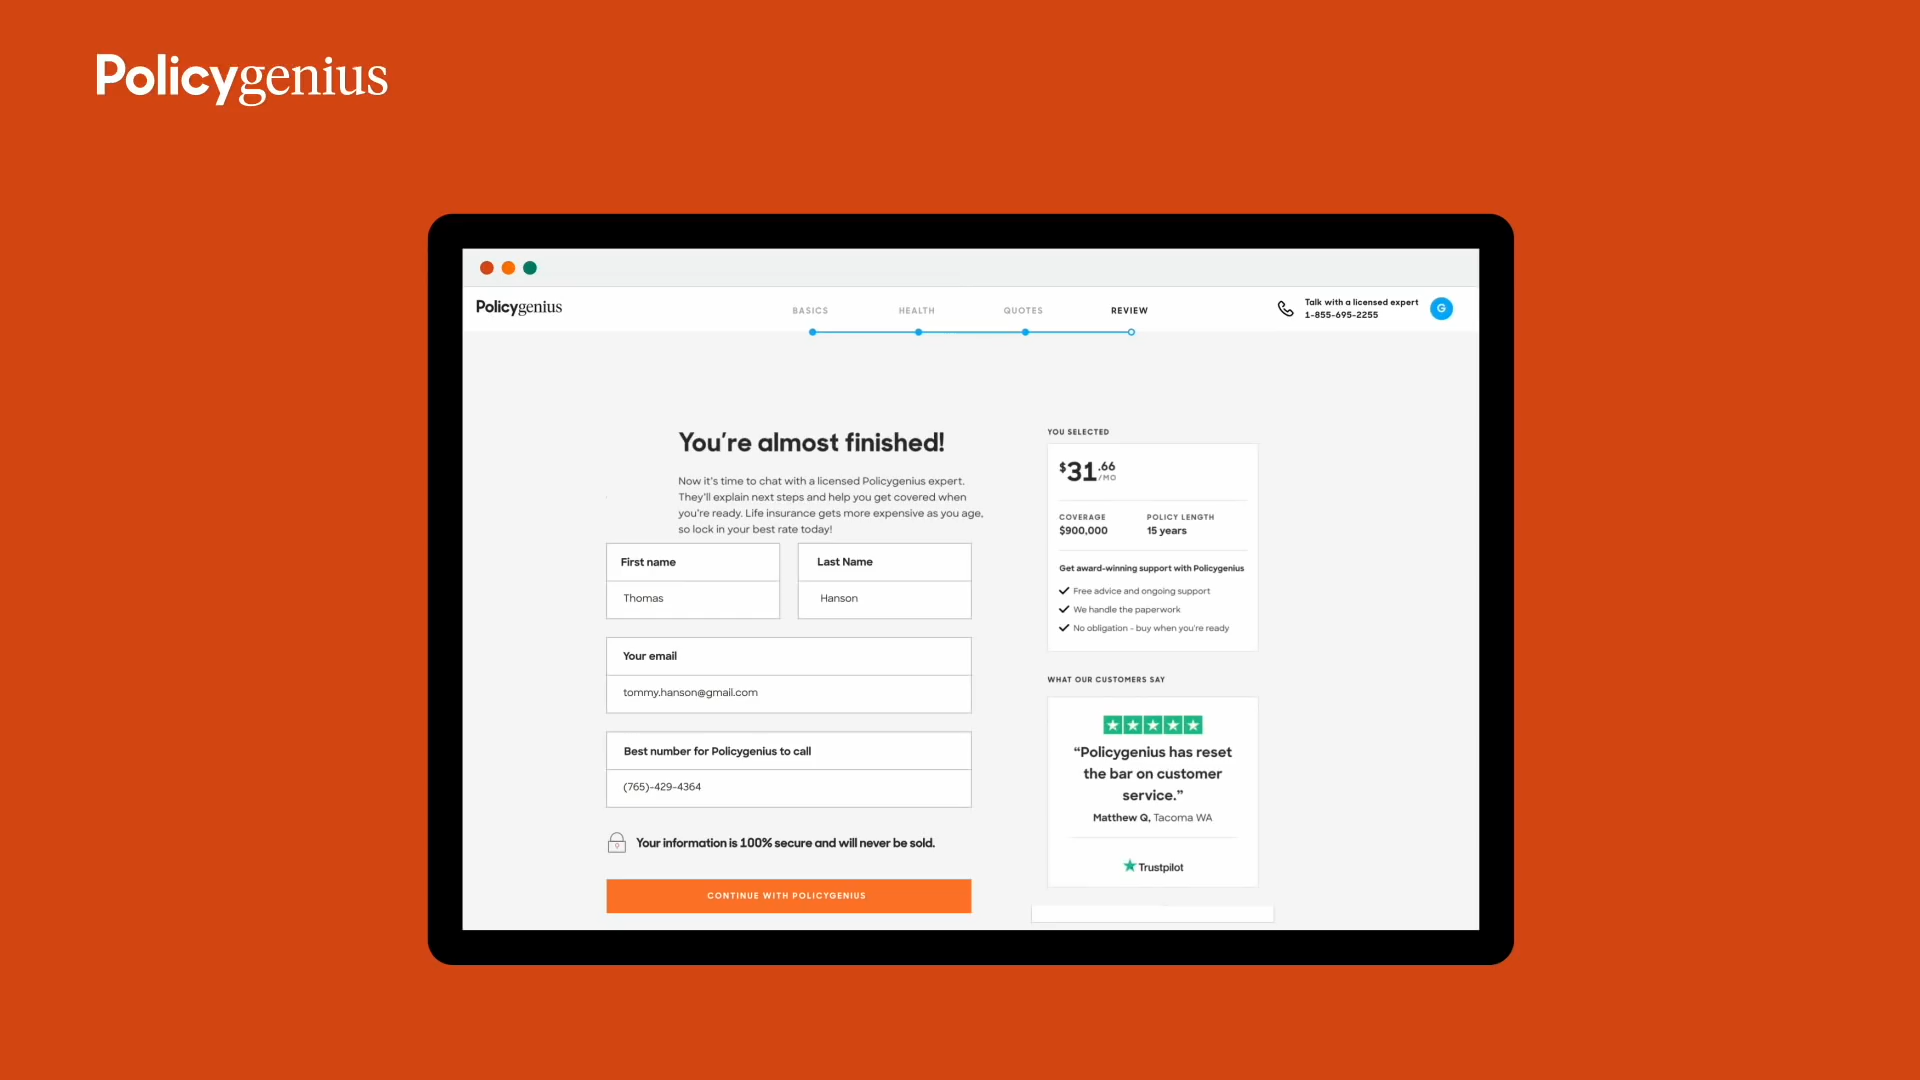 Policygenius
Policygenius
BASICS
HEALTH
QUOTES
REVIEW
Talk with a licensed expert
1-855-695-2255
G
You're almost finished!
Now it's time to chat with a licensed Policygenius expert.
They'll explain next steps and help you get covered when
you're ready. Life insurance gets more expensive as you age,
so lock in your best rate today!
First name
Last Name
Thomas
Hanson
Your email
tommy.hanson@gmail.com
Best number for Policygenius to call
(765)-429-4364
Your information is 100% secure and will never be sold.
CONTINUE WITH POLICYGENIUS
YOU SELECTED
$31.66
/MO
COVERAGE
POLICY LENGTH
$900,000
15 years
Get award-winning support with Policygenius
Free advice and ongoing support
We handle the paperwork
No obligation - buy when you're ready
WHAT OUR CUSTOMERS SAY
“Policygenius has reset
the bar on customer
service.”
Matthew Q, Tacoma WA
Trustpilot